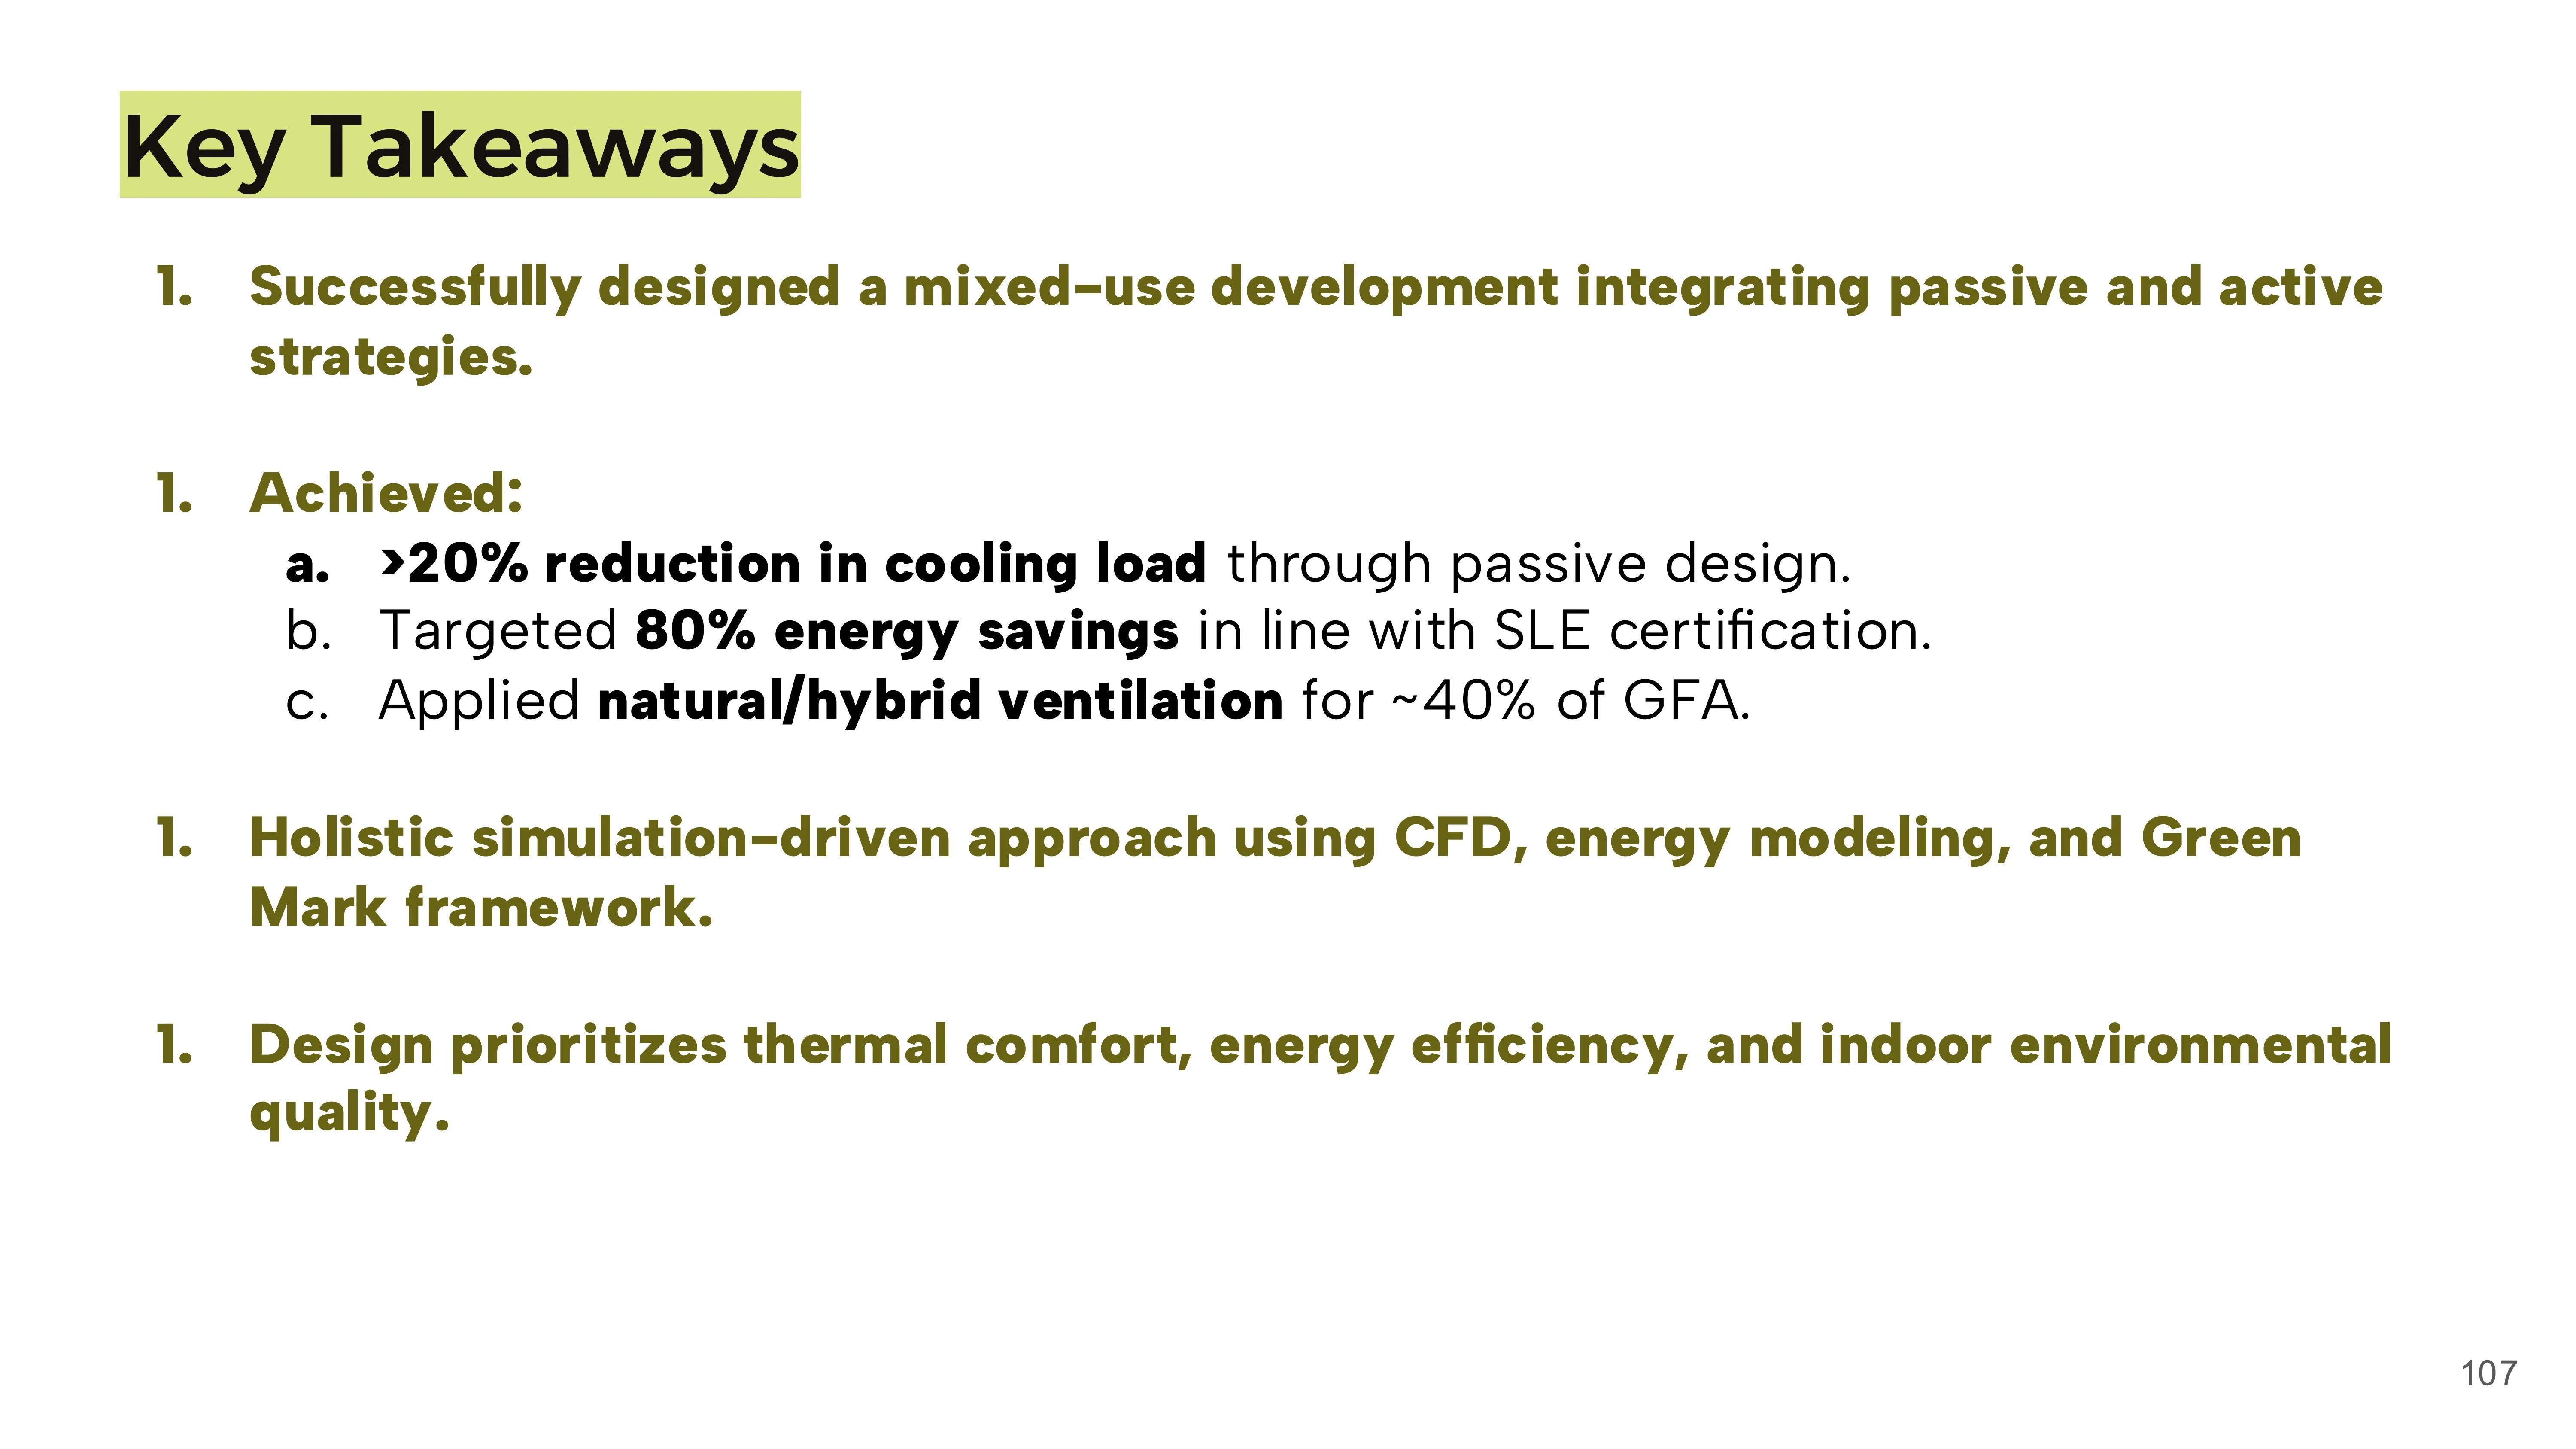 Key Takeaways
1. Successfully designed a mixed-use development integrating passive and active
strategies.
1. Achieved:
a. >20% reduction in cooling load through passive design.
b. Targeted 80% energy savings in line with SLE certification.
c. Applied natural/hybrid ventilation for ~40% of GFA.
1. Holistic simulation-driven approach using CFD, energy modeling, and Green
Mark framework.
1. Design prioritizes thermal comfort, energy efficiency, and indoor environmental
quality.
107